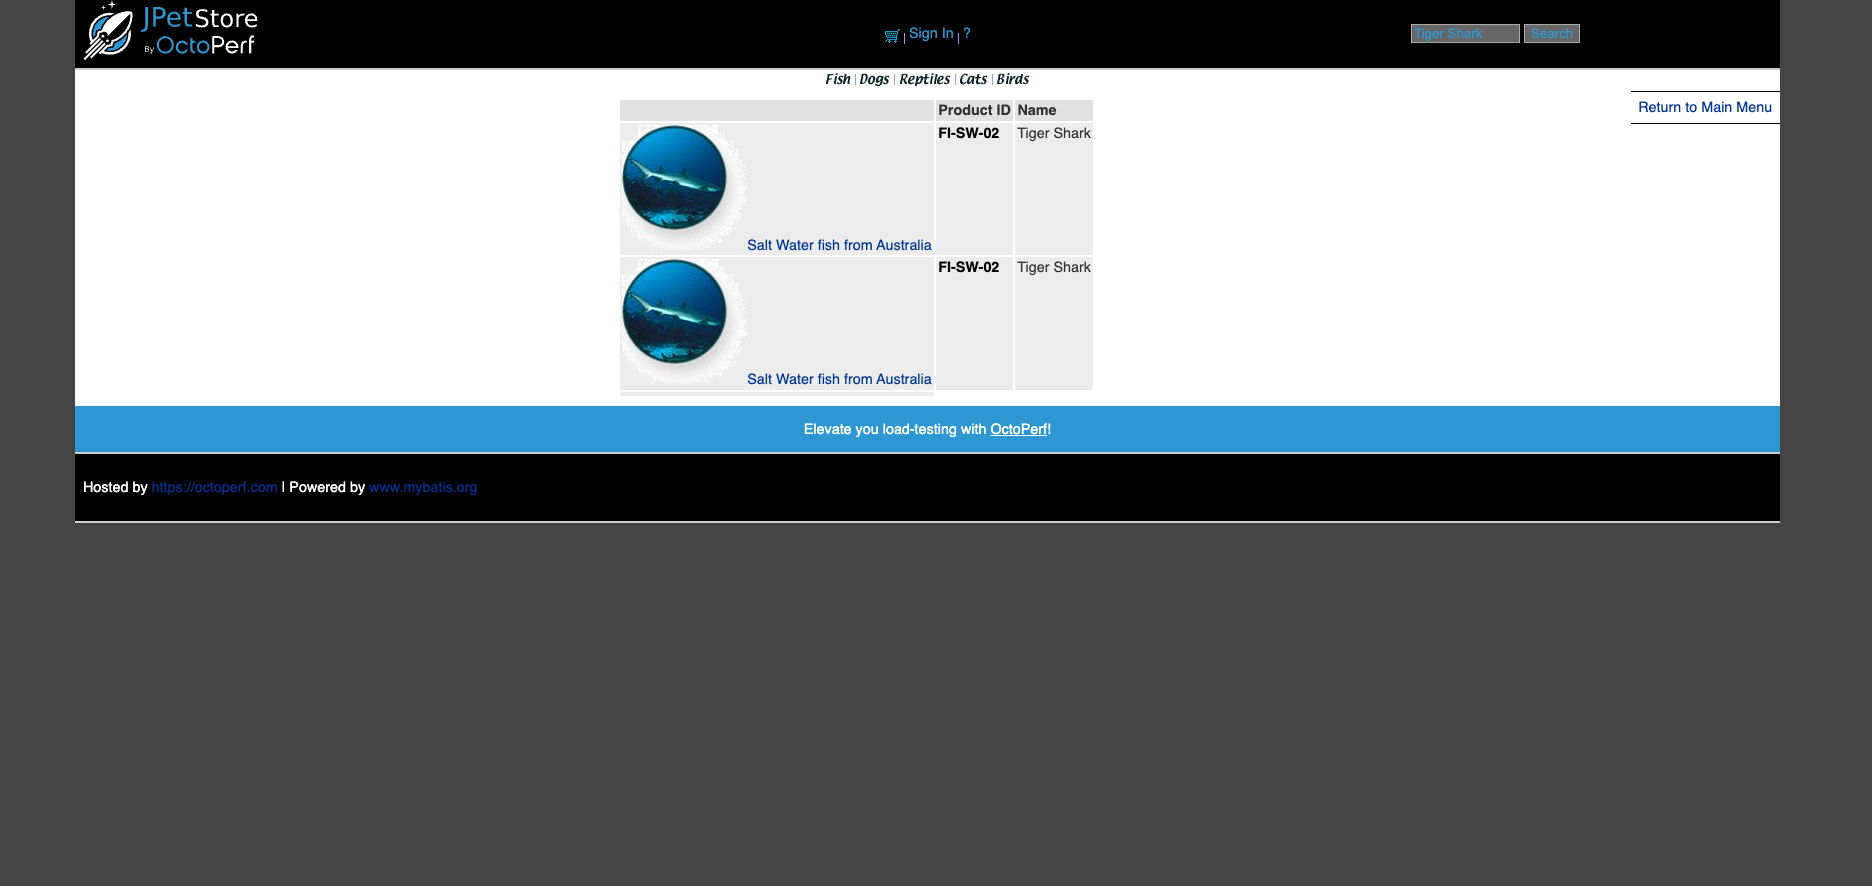 JPetStore
By OctoPerf
Sign In ?
Tiger Shark Search
Fish Dogs Reptiles Cats Birds
Return to Main Menu
Product ID Name
FI-SW-02 Tiger Shark
Salt Water fish from Australia
FI-SW-02 Tiger Shark
Salt Water fish from Australia
Elevate you load-testing with OctoPerf!
Hosted by https://octoperf.com | Powered by www.mybatis.org